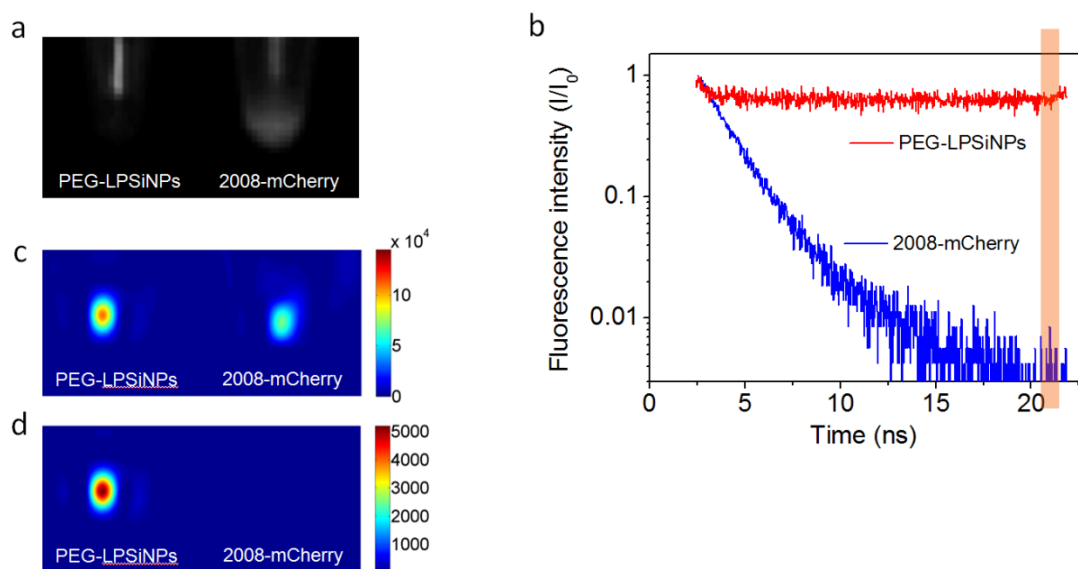 a
PEG-LPSiNPs 2008-mCherry
b
Fluorescence intensity (I/I0)
1
0.1
0.01
PEG-LPSiNPs
2008-mCherry
0 5 10 15 20
Time (ns)
c
x 10^4
10
5
0
PEG-LPSiNPs 2008-mCherry
d
5000
4000
3000
2000
1000
PEG-LPSiNPs 2008-mCherry